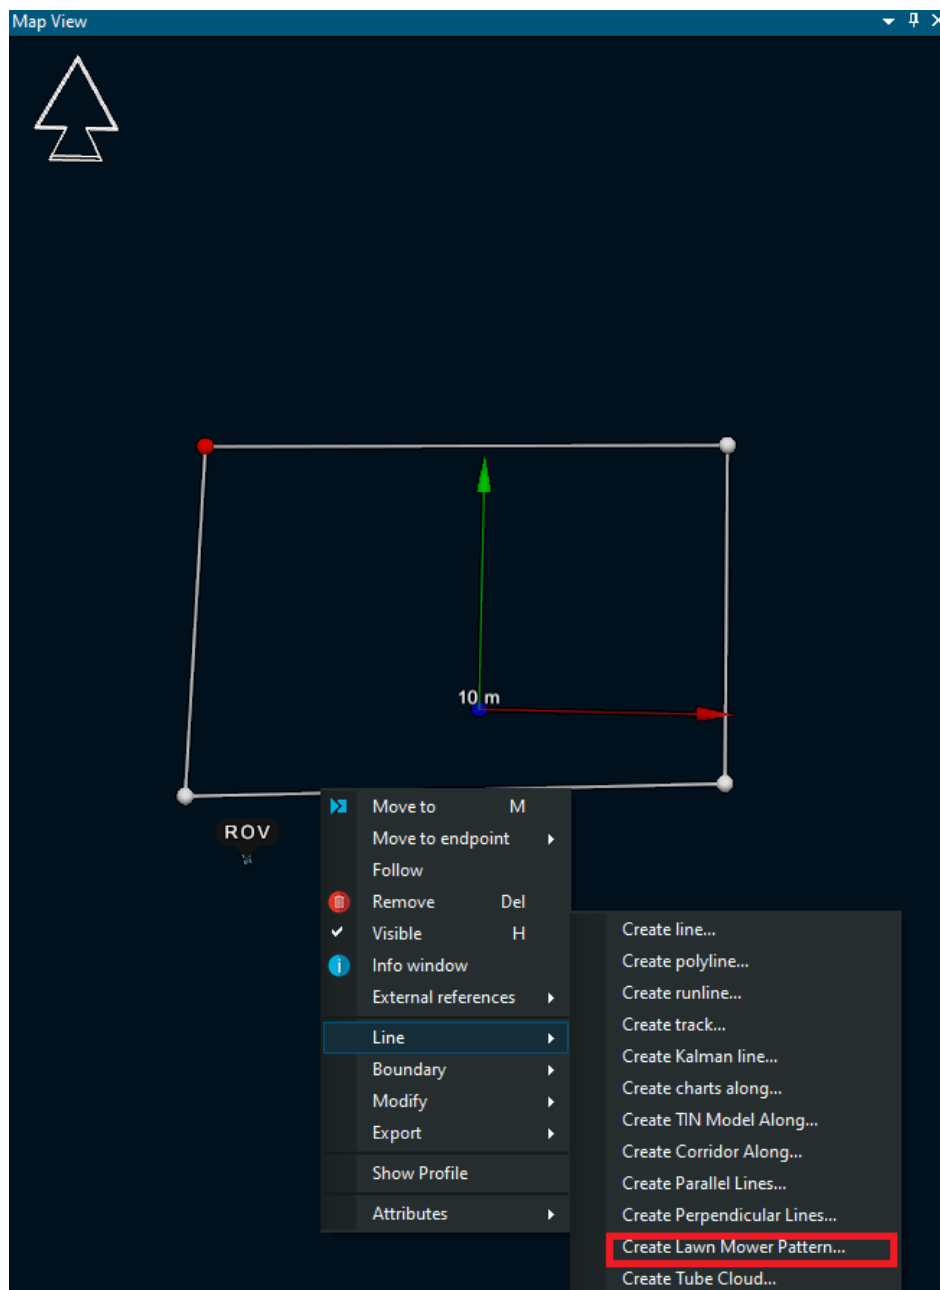 Map View
10 m
ROV
Move to M
Move to endpoint
Follow
Remove Del
Visible H
Info window
External references
Line
Boundary
Modify
Export
Show Profile
Attributes
Create line...
Create polyline...
Create runline...
Create track...
Create Kalman line...
Create charts along...
Create TIN Model Along...
Create Corridor Along...
Create Parallel Lines...
Create Perpendicular Lines...
Create Lawn Mower Pattern...
Create Tube Cloud...